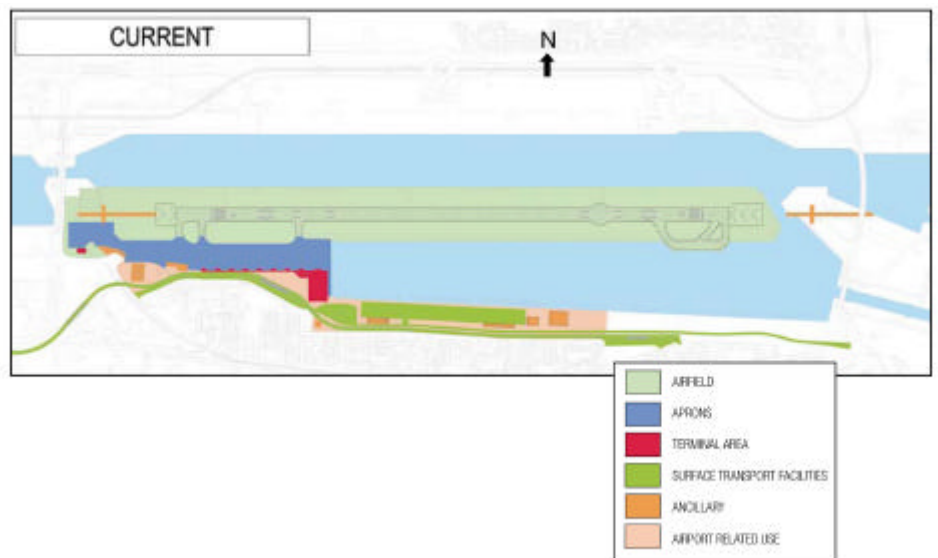 CURRENT
N
AIRFIELD
APRONS
TERMINAL AREA
SURFACE TRANSPORT FACILITIES
ANCILLARY
AIRPORT RELATED USE